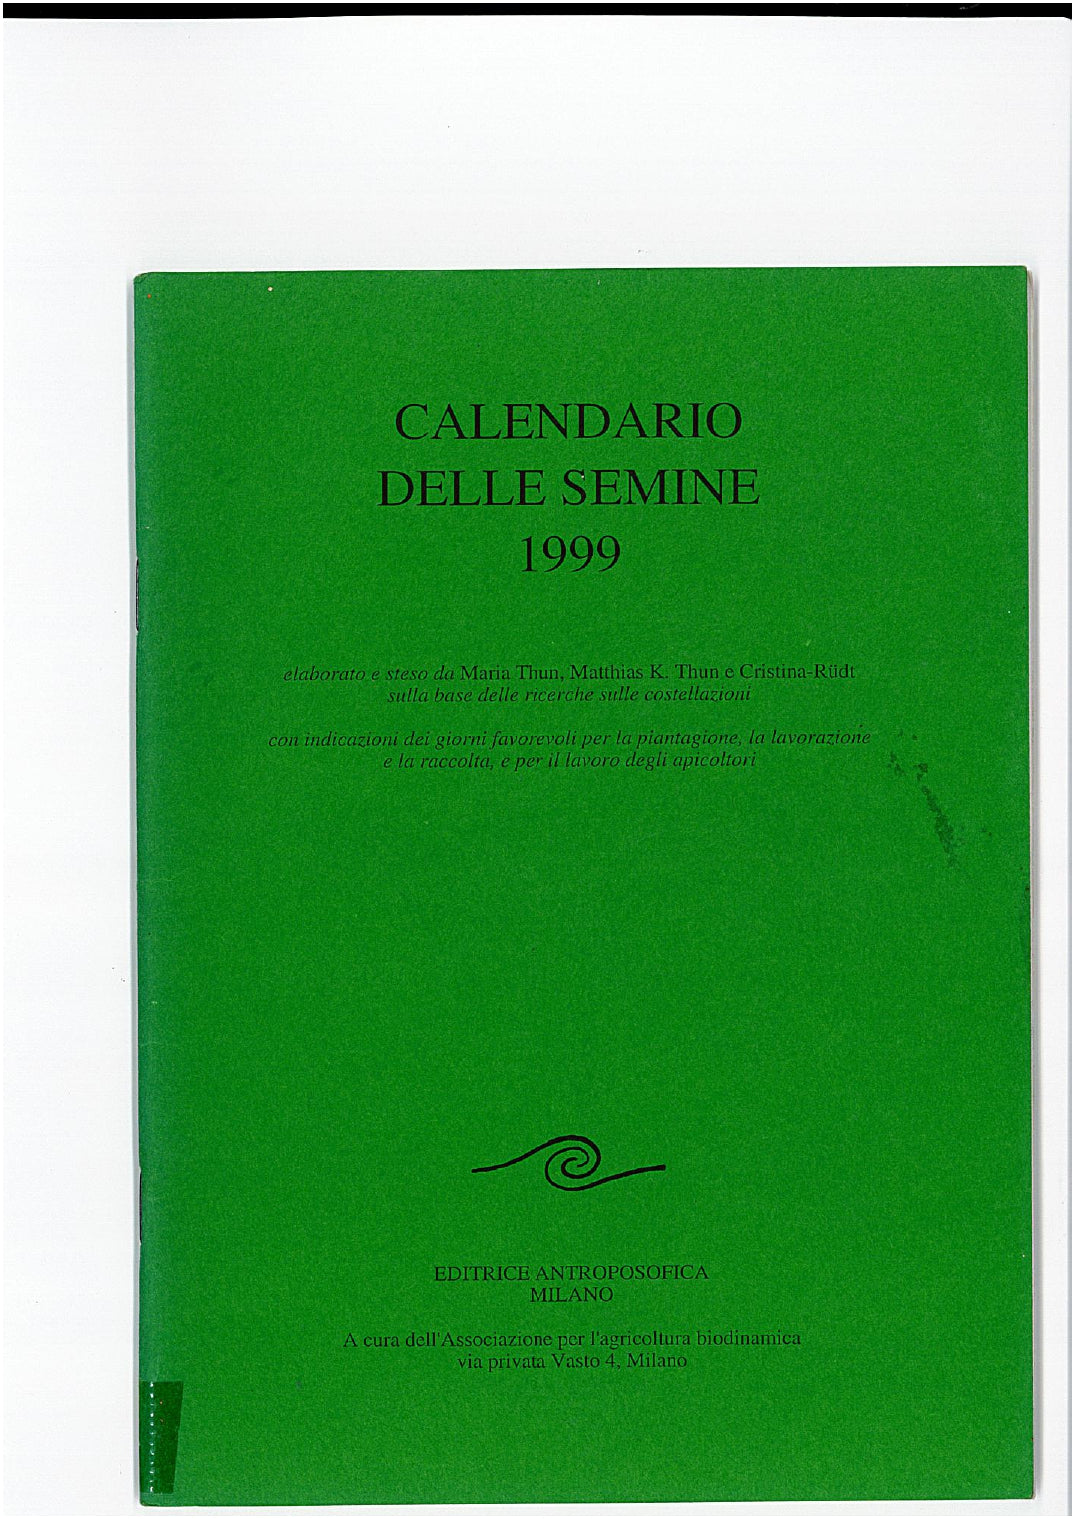 CALENDARIO
DELLE SEMINE
1999
elaborato e steso da Maria Thun, Matthias K. Thun e Cristina-Rüdt
sulla base delle ricerche sulle costellazioni
con indicazioni dei giorni favorevoli per la piantagione, la lavorazione
e la raccolta, e per il lavoro degli apicoltori
EDITRICE ANTROPOSOFICA
MILANO
A cura dell'Associazione per l'agricoltura biodinamica
via privata Vasto 4, Milano